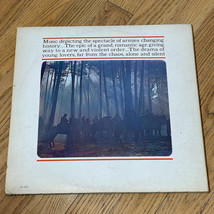 Music depicting the spectacle of armies changing
history...The epic of a grand, romantic age giving
way to a new and violent order...The drama of
young lovers, far from the chaos, alone and silent